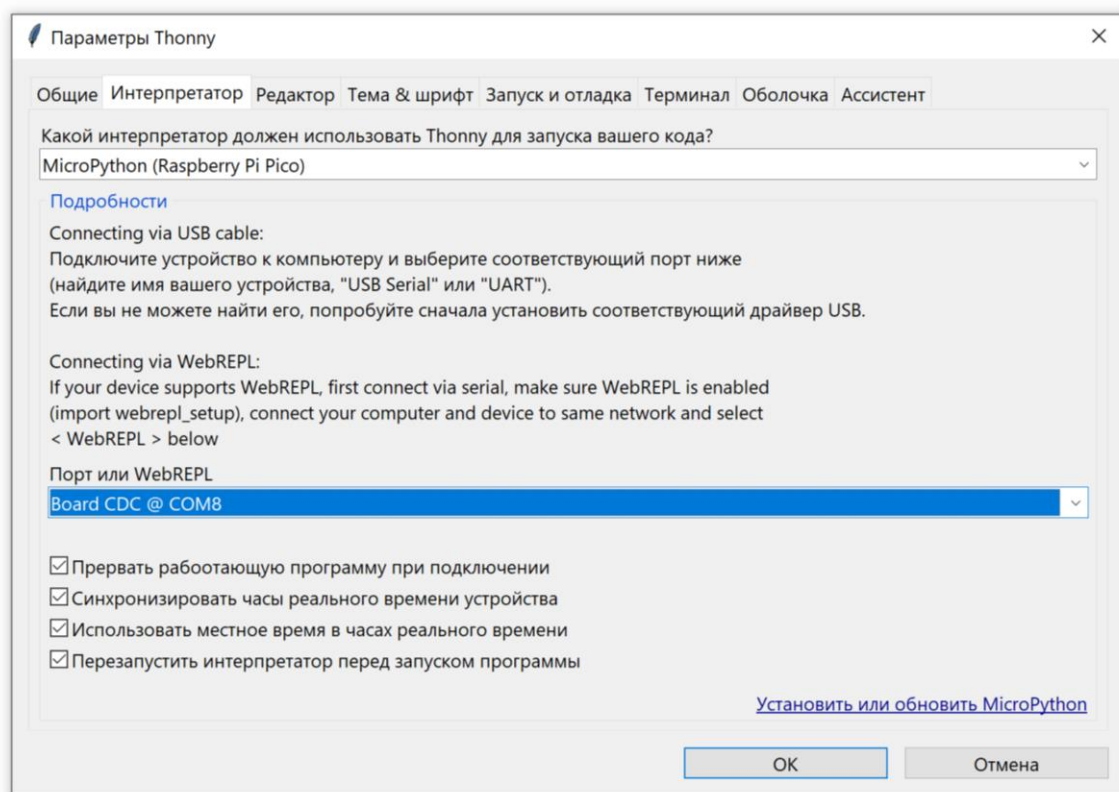 Параметры Thonny
Общие Интерпретатор Редактор Тема & шрифт Запуск и отладка Терминал Оболочка Ассистент
Какой интерпретатор должен использовать Thonny для запуска вашего кода?
MicroPython (Raspberry Pi Pico)
Подробности
Connecting via USB cable:
Подключите устройство к компьютеру и выберите соответствующий порт ниже
(найдите имя вашего устройства, "USB Serial" или "UART").
Если вы не можете найти его, попробуйте сначала установить соответствующий драйвер USB.
Connecting via WebREPL:
If your device supports WebREPL, first connect via serial, make sure WebREPL is enabled
(import webrepl_setup), connect your computer and device to same network and select
< WebREPL > below
Порт или WebREPL
Board CDC @ COM8
Прервать рабоотающую программу при подключении
Синхронизировать часы реального времени устройства
Использовать местное время в часах реального времени
Перезапустить интерпретатор перед запуском программы
Установить или обновить MicroPython
ОК Отмена